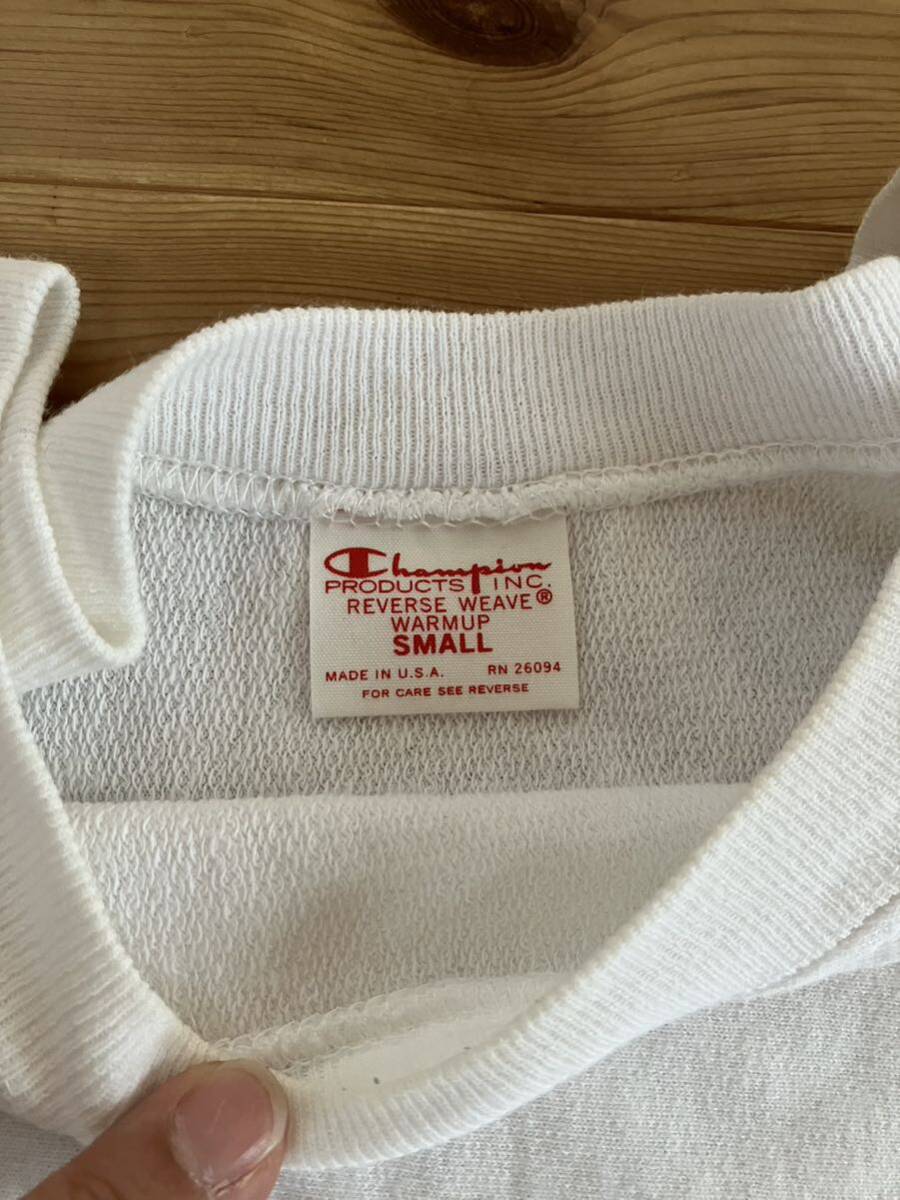 Champion
PRODUCTS INC.
REVERSE WEAVE®
WARMUP
SMALL
MADE IN U.S.A. RN 26094
FOR CARE SEE REVERSE